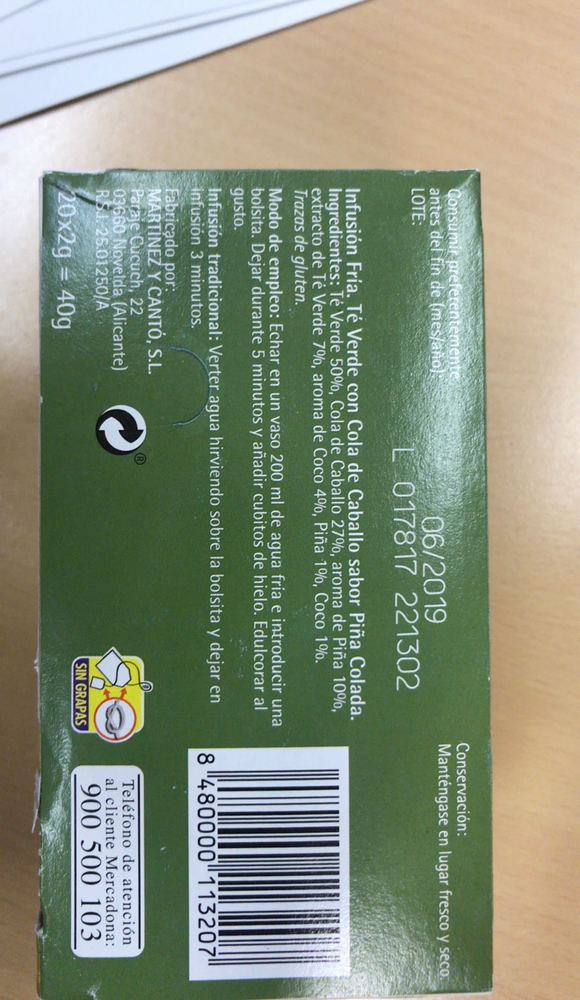 Consumir preferentemente
antes del fin de (mes/año):
LOTE:
06/2019
L 017817 221302
Conservación:
Manténgase en lugar fresco y seco.
Infusión Fría. Té Verde con Cola de Caballo sabor Piña Colada.
Ingredientes: Té Verde 50%, Cola de Caballo 27%, aroma de Piña 10%,
extracto de Té Verde 7%, aroma de Coco 4%, Piña 1%, Coco 1%.
Trazas de gluten.
Modo de empleo: Echar en un vaso 200 ml de agua fria e introducir una
bolsita. Dejar durante 5 minutos y añadir cubitos de hielo. Edulcorar al
gusto.
Infusión tradicional: Verter agua hirviendo sobre la bolsita y dejar en
infusión 3 minutos.
Fabricado por:
MARTINEZ Y CANTÓ, S.L.
Paraje Cucuch, 22
03660 Novelda (Alicante)
R.S.I. 25.01250/A
20x2g = 40g
®
SIN GRAPAS
Teléfono de atención
al cliente Mercadona:
900 500 103
8 480000 113207